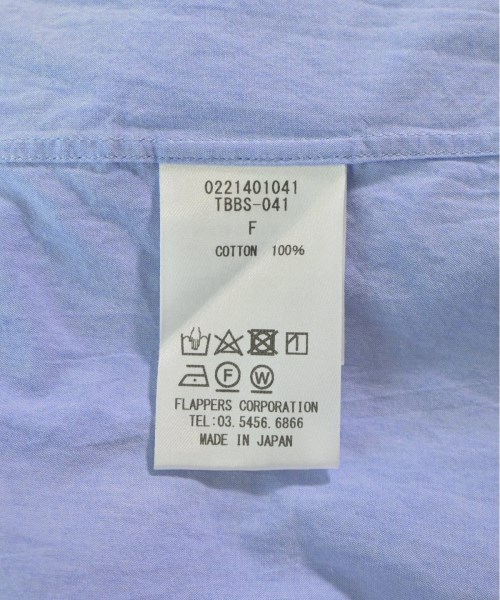 0221401041
TBBS-041
F
COTTON 100%
F W
FLAPPERS CORPORATION
TEL:03.5456.6866
MADE IN JAPAN